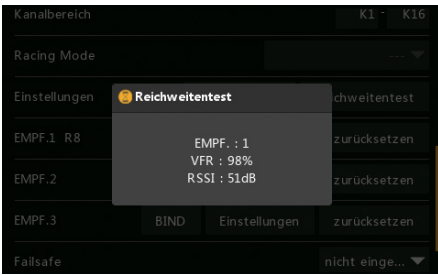 Kanalbereich K1 - K16
Racing Mode ---
Einstellungen chweitentest
Reichweitentest
EMPF. : 1
VFR : 98%
RSSI : 51dB
EMPF.1 R8 zurücksetzen
EMPF.2 zurücksetzen
EMPF.3 BIND Einstellungen zurücksetzen
Failsafe nicht einge...